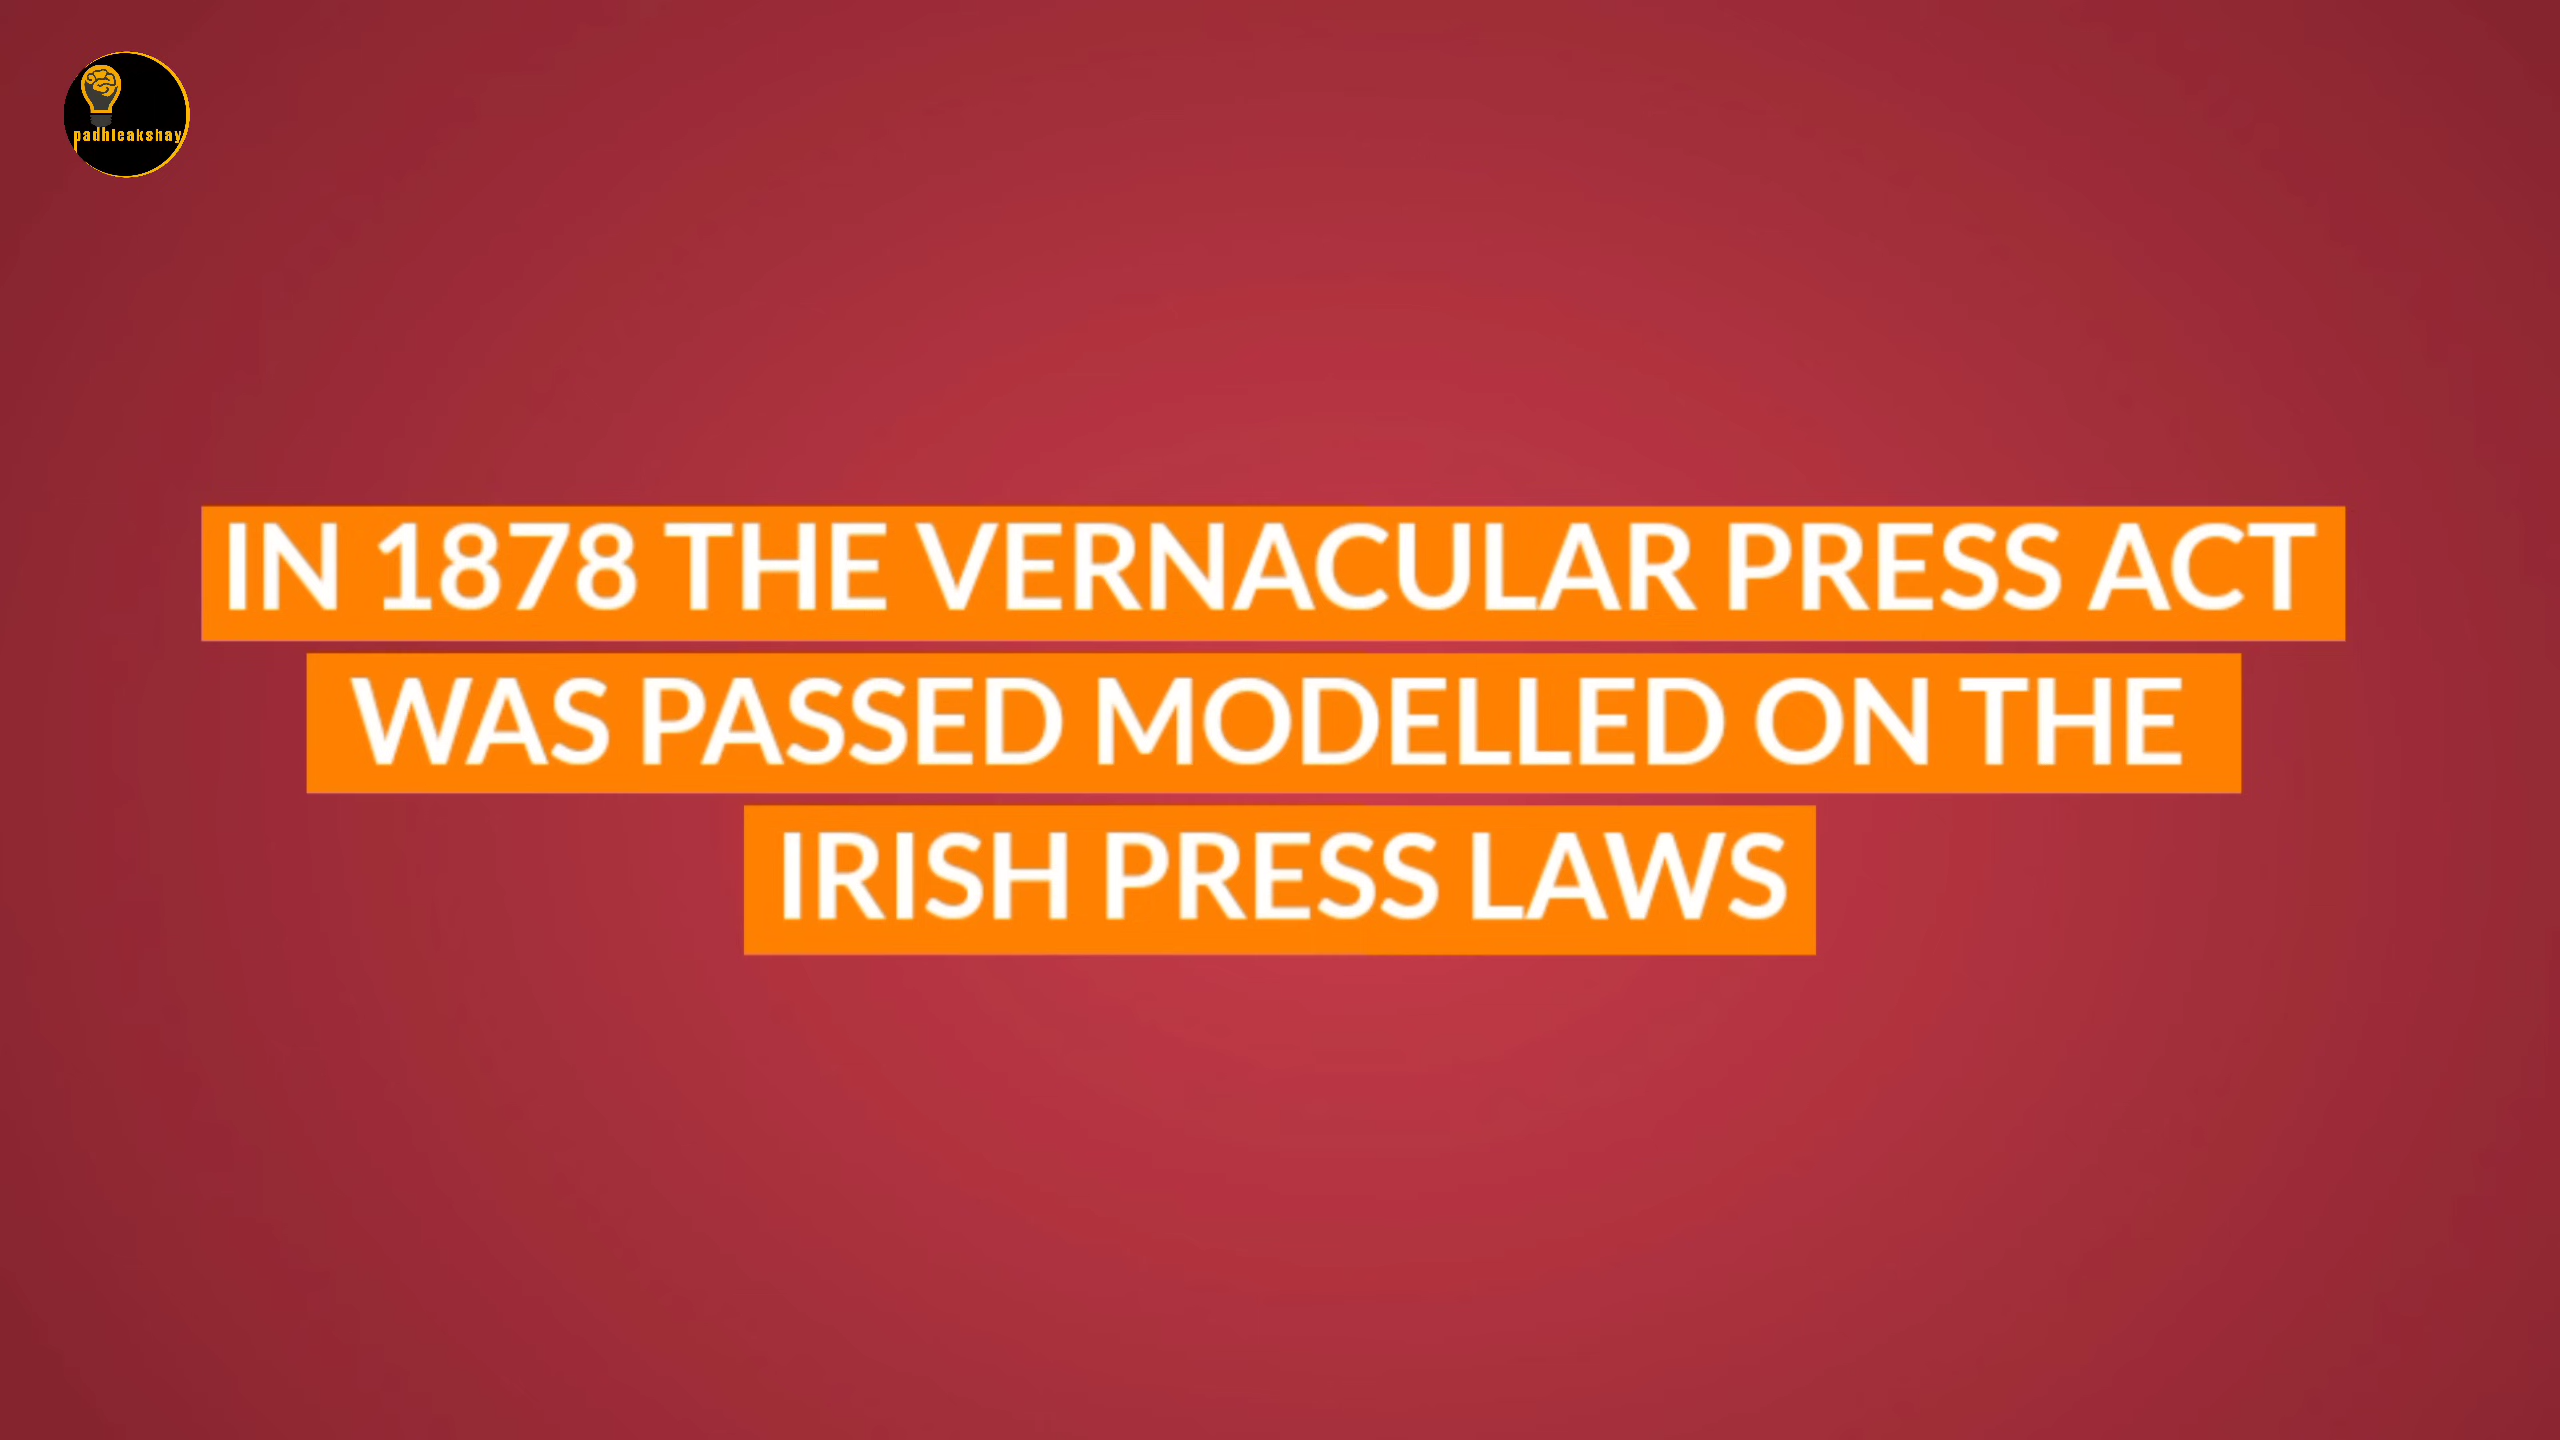 padhleakshay
IN 1878 THE VERNACULAR PRESS ACT
WAS PASSED MODELLED ON THE
IRISH PRESS LAWS